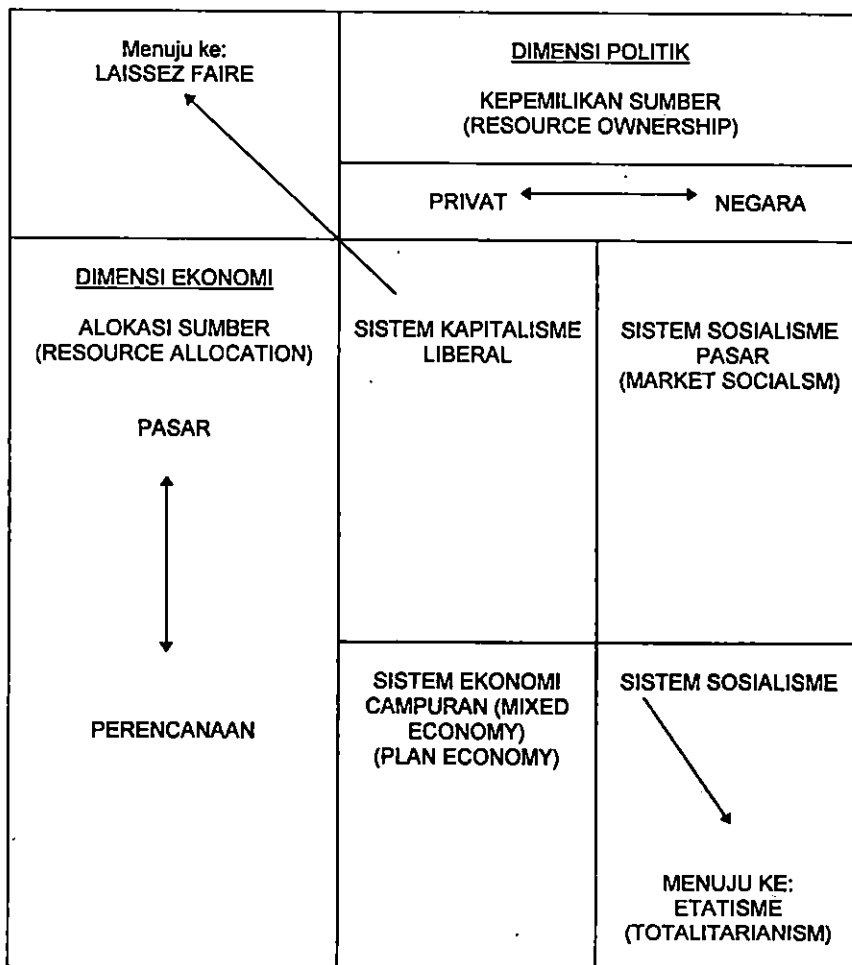 Menuju ke:
LAISSEZ FAIRE
DIMENSI POLITIK
KEPEMILIKAN SUMBER
(RESOURCE OWNERSHIP)
PRIVAT NEGARA
DIMENSI EKONOMI
ALOKASI SUMBER
(RESOURCE ALLOCATION)
PASAR
PERENCANAAN
SISTEM KAPITALISME
LIBERAL
SISTEM SOSIALISME
PASAR
(MARKET SOCIALSM)
SISTEM EKONOMI
CAMPURAN (MIXED
ECONOMY)
(PLAN ECONOMY)
SISTEM SOSIALISME
MENUJU KE:
ETATISME
(TOTALITARIANISM)